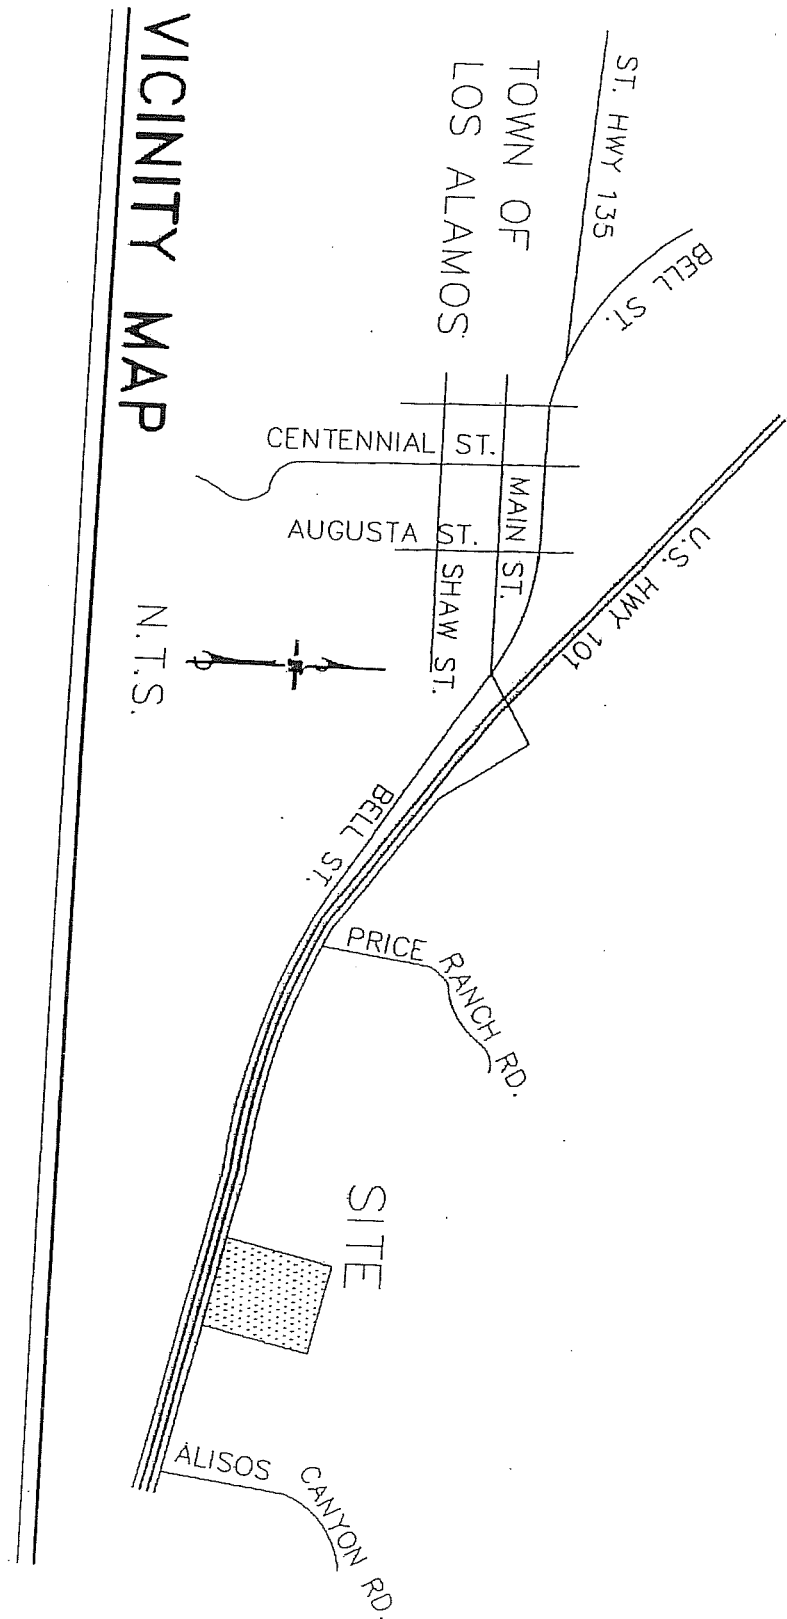 ST. HWY 135
BELL ST.
TOWN OF
LOS ALAMOS
U.S. HWY 101
CENTENNIAL ST.
MAIN ST.
AUGUSTA ST.
SHAW ST.
BELL ST.
PRICE RANCH RD.
SITE
ALISOS CANYON RD.
N.T.S.
VICINITY MAP